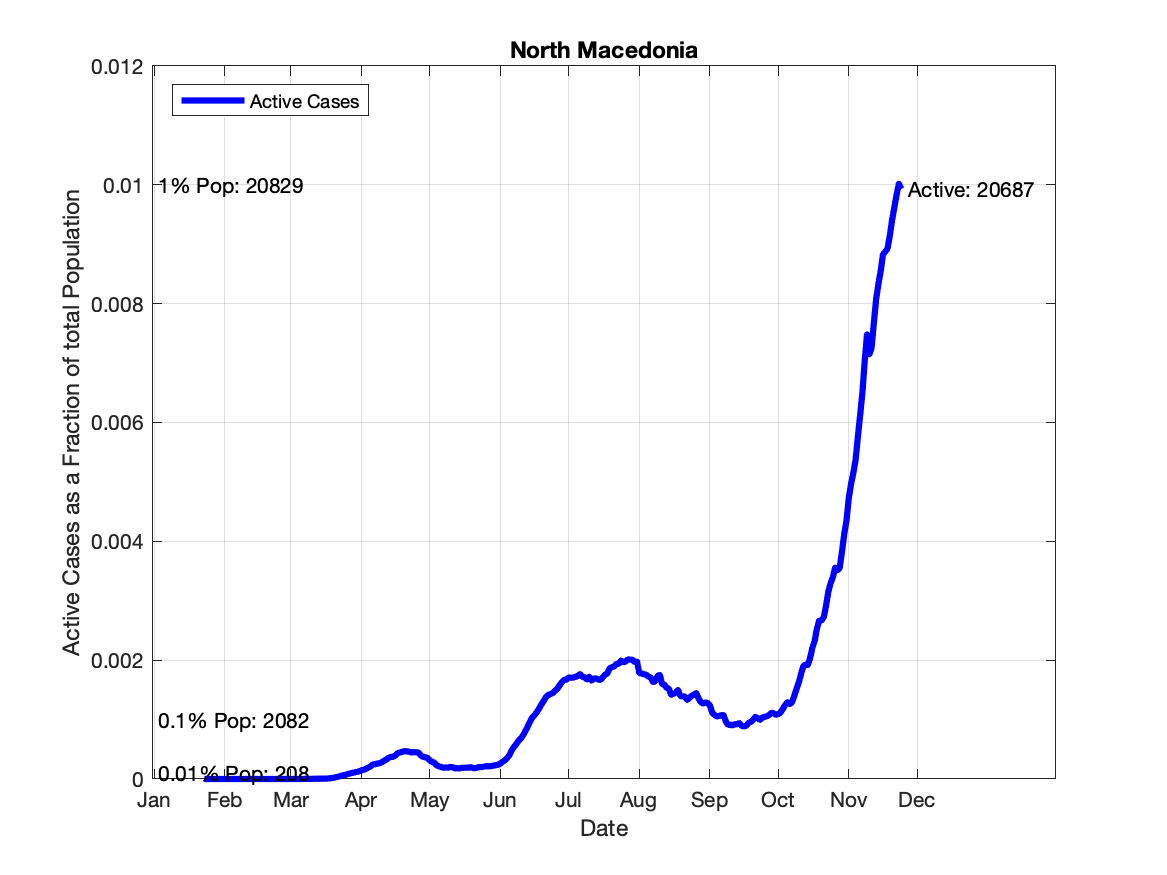 North Macedonia
0.012
Active Cases
0.01
1% Pop: 20829
Active: 20687
0.008
0.006
0.004
0.002
0.1% Pop: 2082
0.01% Pop: 208
0
Jan Feb Mar Apr May Jun Jul Aug Sep Oct Nov Dec
Date
Active Cases as a Fraction of total Population